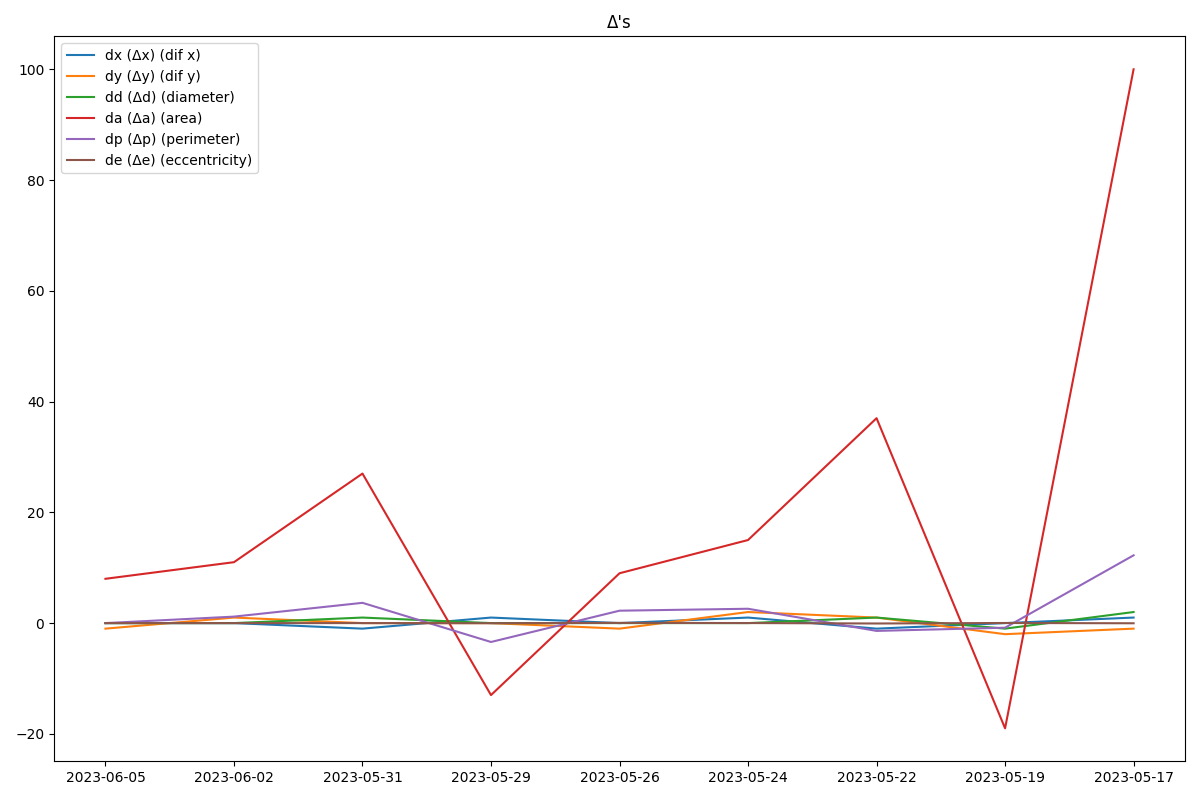 Δ's
dx (Δx) (dif x)
dy (Δy) (dif y)
dd (Δd) (diameter)
da (Δa) (area)
dp (Δp) (perimeter)
de (Δe) (eccentricity)
100
80
60
40
20
0
−20
2023-06-05 2023-06-02 2023-05-31 2023-05-29 2023-05-26 2023-05-24 2023-05-22 2023-05-19 2023-05-17